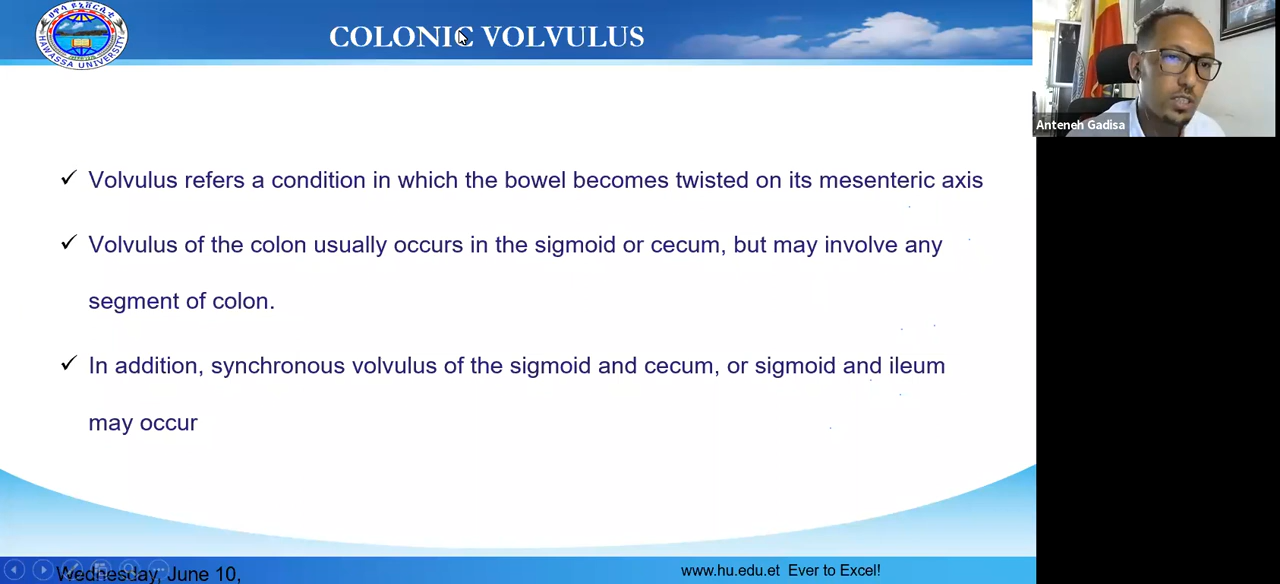 COLONIC VOLVULUS
HAWASSA UNIVERSITY
Anteneh Gadisa
✓ Volvulus refers a condition in which the bowel becomes twisted on its mesenteric axis
✓ Volvulus of the colon usually occurs in the sigmoid or cecum, but may involve any
segment of colon.
✓ In addition, synchronous volvulus of the sigmoid and cecum, or sigmoid and ileum
may occur
Wednesday, June 10,
www.hu.edu.et Ever to Excel!